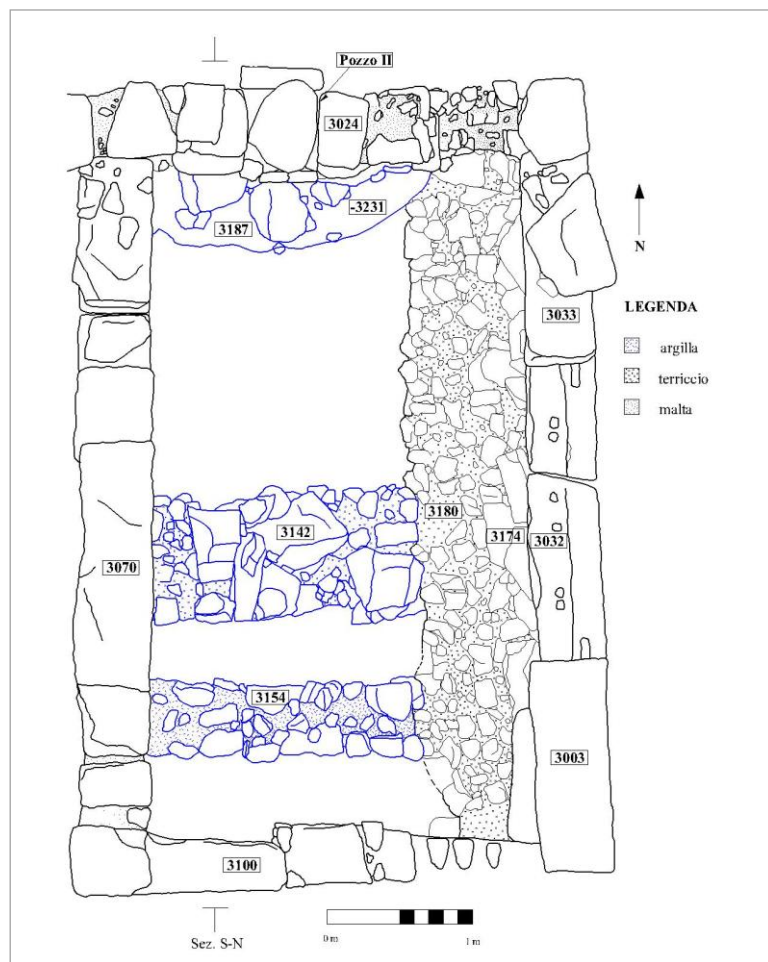 Pozzo II
3024
-3231
3187
N
3033
LEGENDA
argilla
terriccio
malta
3180
3142
3174
3032
3070
3154
3003
3100
Sez. S-N
0 m
1 m